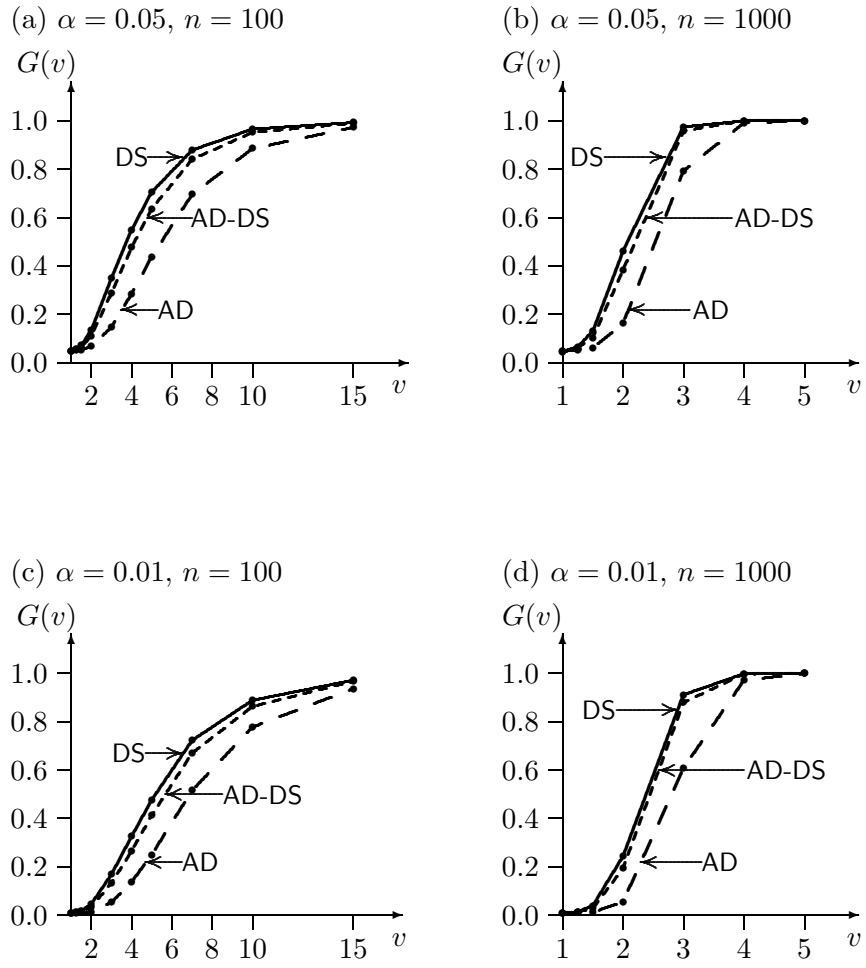 (a) α = 0.05, n = 100
G(v)
1.0
0.8
0.6
0.4
0.2
0.0
DS
AD-DS
AD
2 4 6 8 10 15 v
(b) α = 0.05, n = 1000
G(v)
1.0
0.8
0.6
0.4
0.2
0.0
DS
AD-DS
AD
1 2 3 4 5 v
(c) α = 0.01, n = 100
G(v)
1.0
0.8
0.6
0.4
0.2
0.0
DS
AD-DS
AD
2 4 6 8 10 15 v
(d) α = 0.01, n = 1000
G(v)
1.0
0.8
0.6
0.4
0.2
0.0
DS
AD-DS
AD
1 2 3 4 5 v